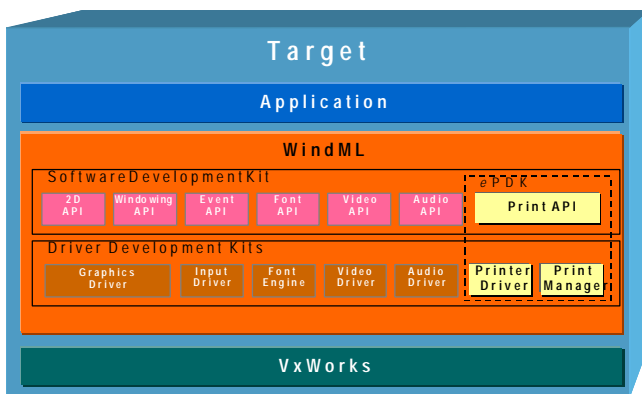 Target
Application
WindML
SoftwareDevelopmentKit
ePDK
2D API
Windowing API
Event API
Font API
Video API
Audio API
Print API
Driver Development Kits
Graphics Driver
Input Driver
Font Engine
Video Driver
Audio Driver
Printer Driver
Print Manager
VxWorks